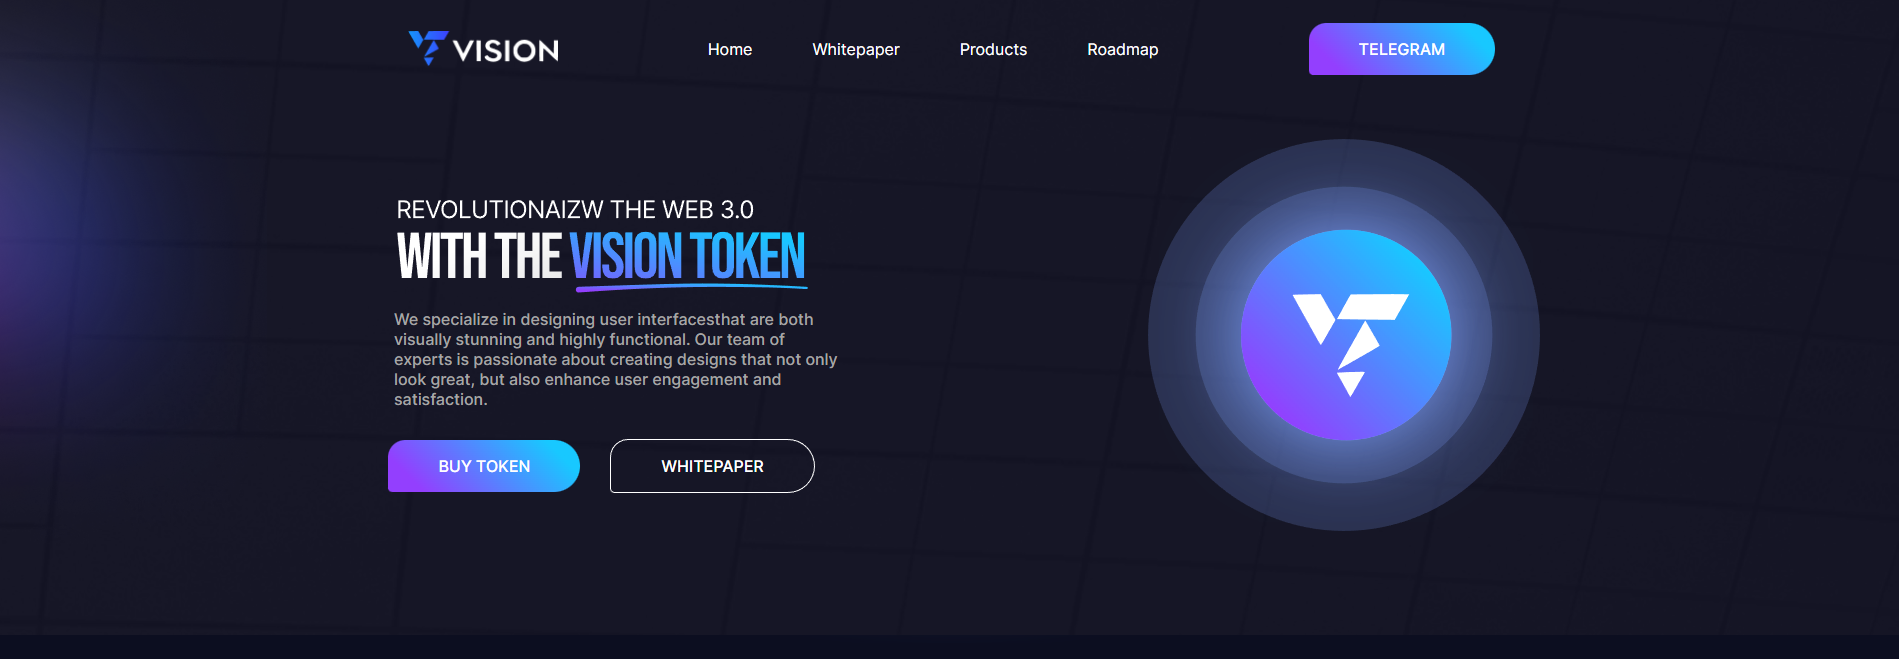 VISION
Home
Whitepaper
Products
Roadmap
TELEGRAM
REVOLUTIONAIZW THE WEB 3.0
WITH THE VISION TOKEN
We specialize in designing user interfacesthat are both
visually stunning and highly functional. Our team of
experts is passionate about creating designs that not only
look great, but also enhance user engagement and
satisfaction.
BUY TOKEN
WHITEPAPER